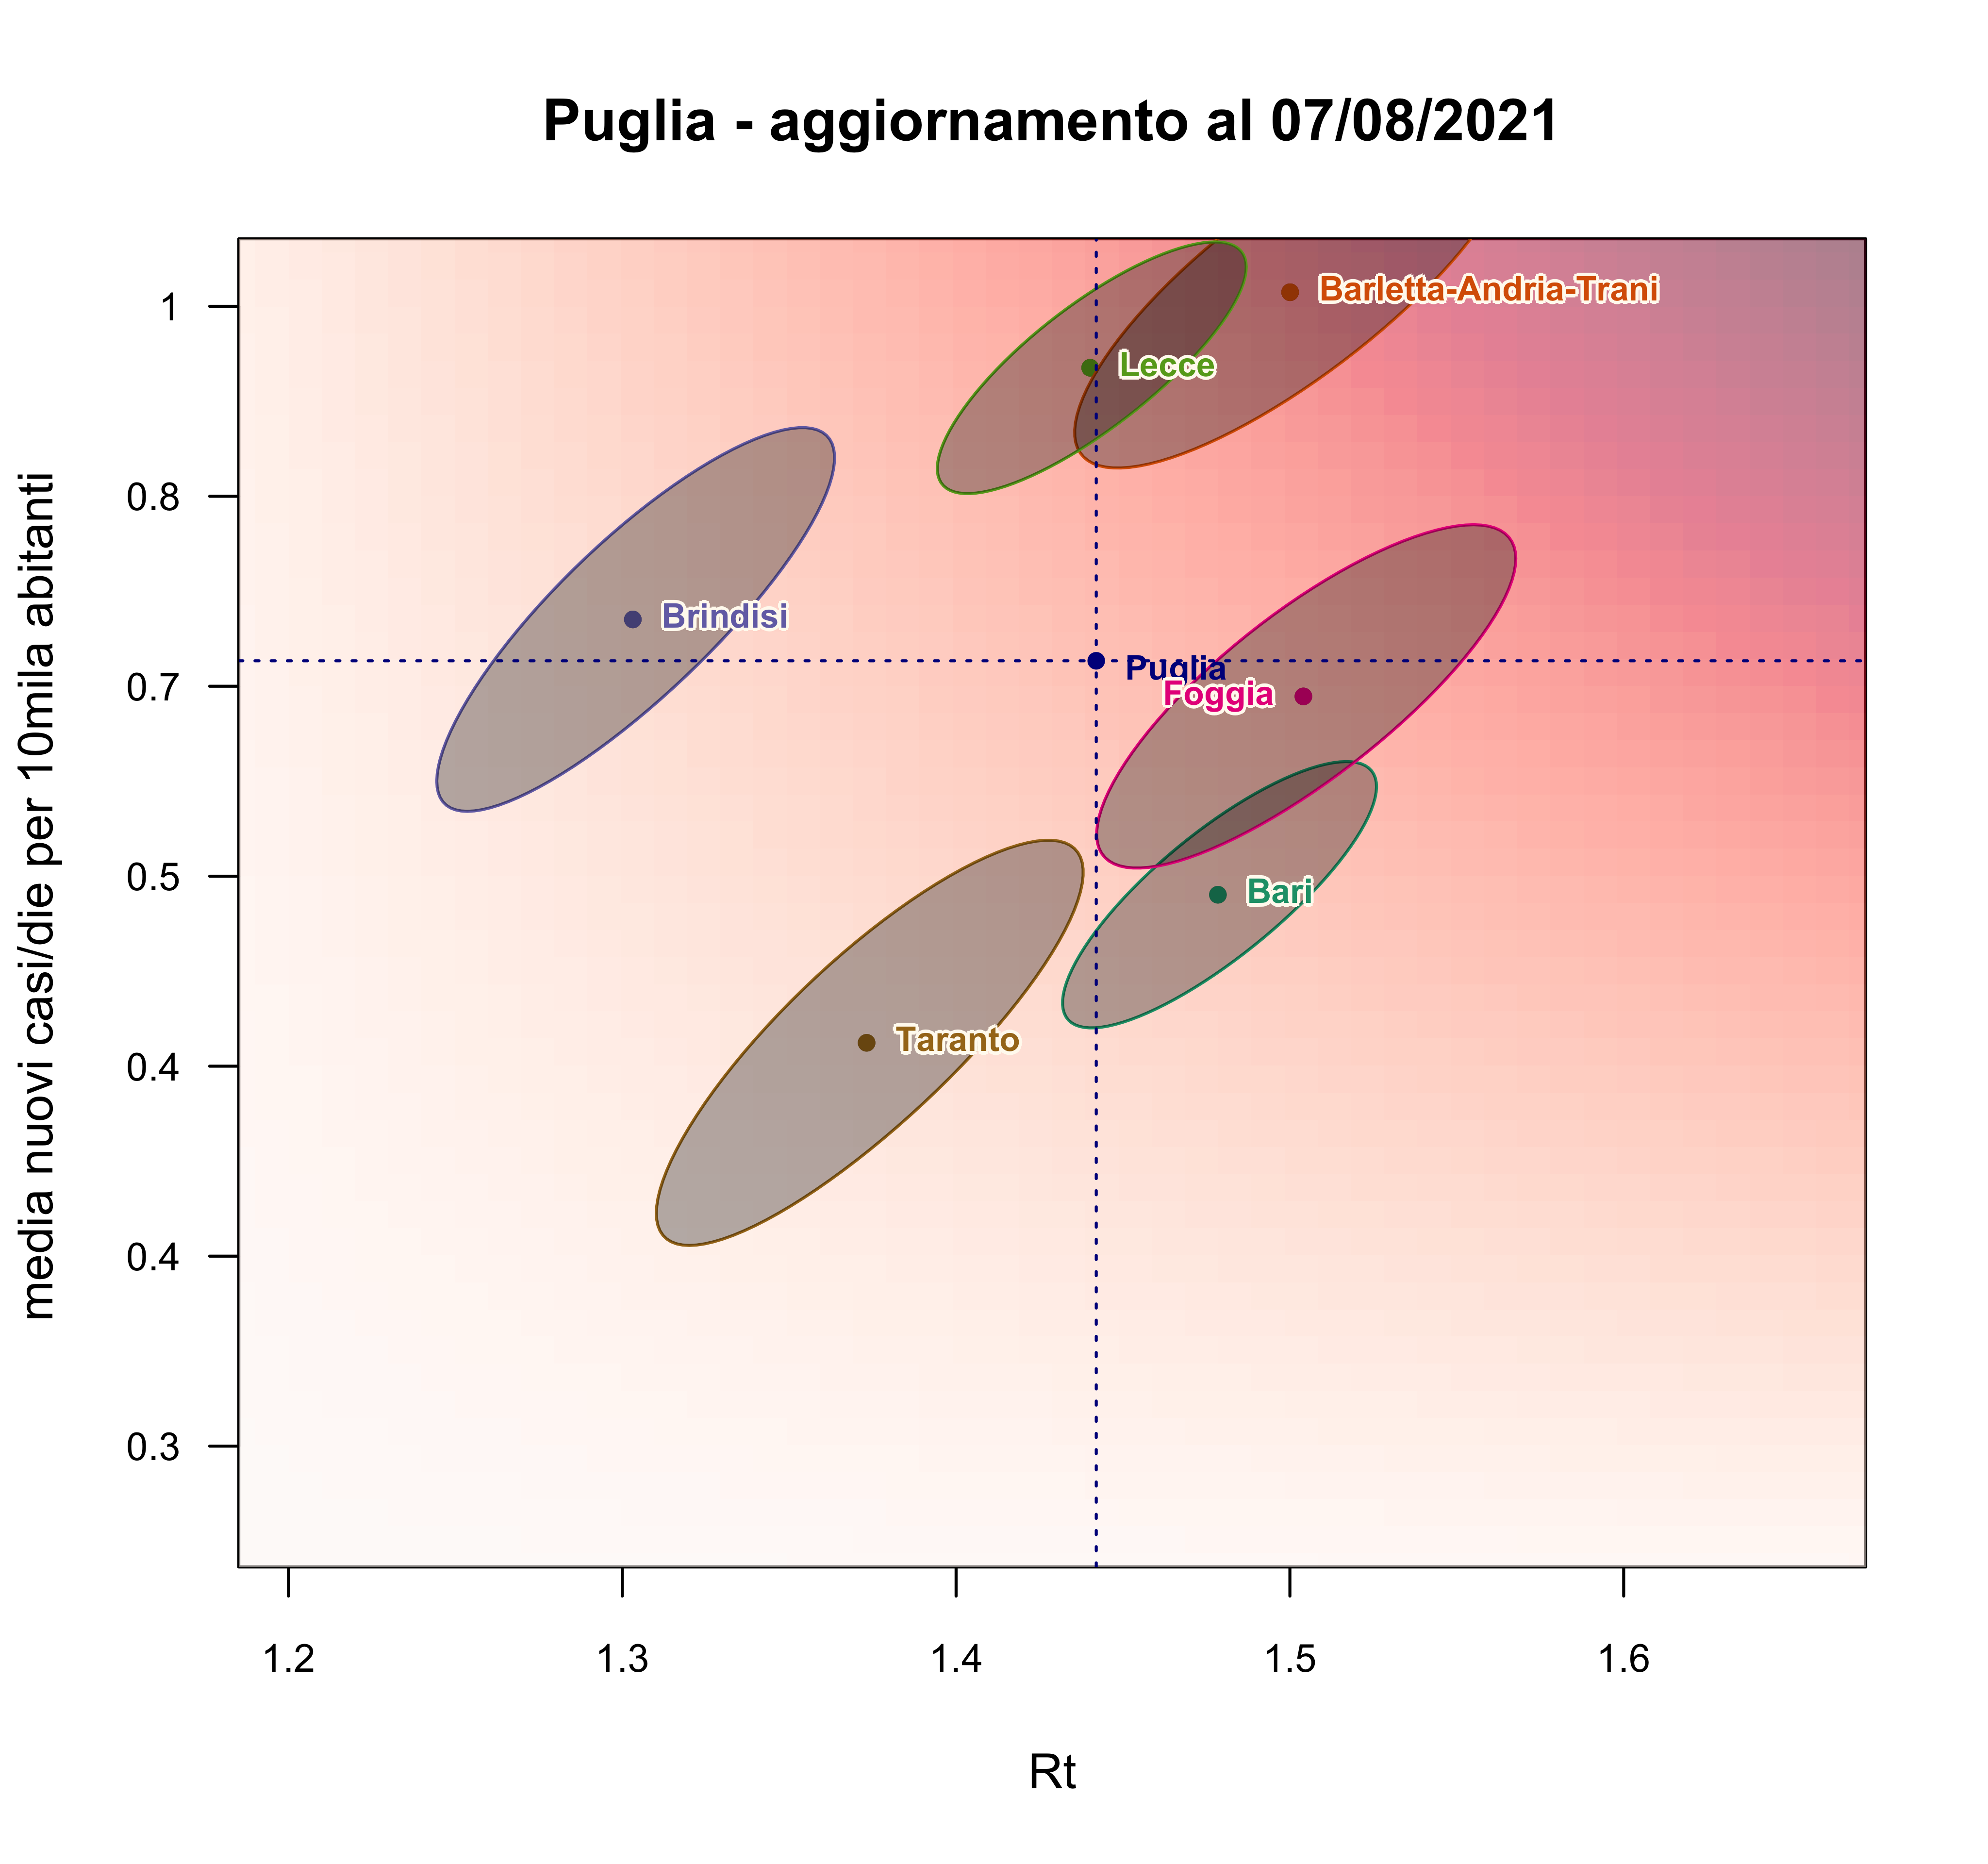 Puglia - aggiornamento al 07/08/2021
media nuovi casi/die per 10mila abitanti
1
0.8
0.7
0.5
0.4
0.4
0.3
Barletta-Andria-Trani
Lecce
Brindisi
Puglia
Foggia
Bari
Taranto
1.2 1.3 1.4 1.5 1.6
Rt